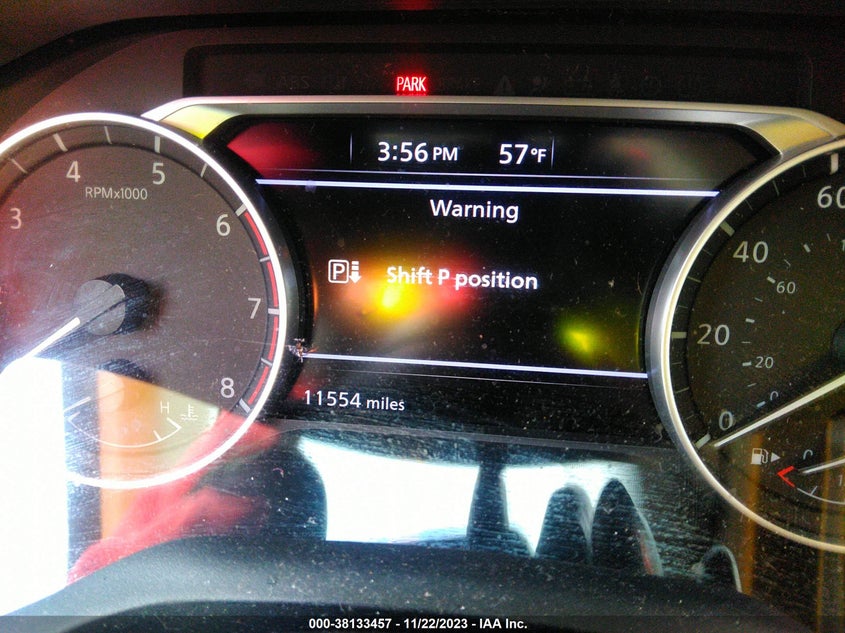 PARK
3:56 PM 57°F
Warning
P Shift P position
11554 miles
3 4 5 6 7 8
RPMx1000
H
60
40
60
20
20
0
0
000-38133457 - 11/22/2023 - IAA Inc.